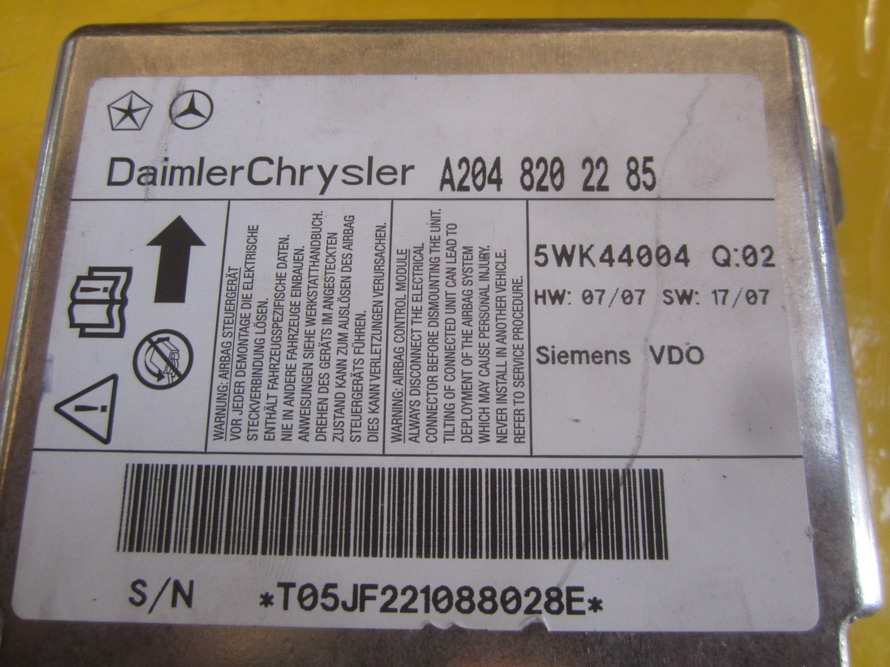 DaimlerChrysler A204 820 22 85
WARNUNG: AIRBAG STEUERGERÄT
VOR JEDER DEMONTAGE DIE ELEKTRISCHE
STECKVERBINDUNG LÖSEN.
ENTHÄLT FAHRZEUGSPEZIFISCHE DATEN.
NIE IN ANDERE FAHRZEUGE EINBAUEN.
ANWEISUNGEN SIEHE WERKSTATTHANDBUCH.
DREHEN DES GERÄTS IM ANGESTECKTEN
ZUSTAND KANN ZUM AUSLÖSEN DES AIRBAG
STEUERGERÄTS FÜHREN.
DIES KANN VERLETZUNGEN VERURSACHEN.
WARNING: AIRBAG CONTROL MODULE
ALWAYS DISCONNECT THE ELECTRICAL
CONNECTOR BEFORE DISMOUNTING THE UNIT.
TILTING OF CONNECTED UNIT CAN LEAD TO
DEPLOYMENT OF THE AIRBAG SYSTEM
WHICH MAY CAUSE PERSONAL INJURY.
NEVER INSTALL IN ANOTHER VEHICLE.
REFER TO SERVICE PROCEDURE.
5WK44004 Q:02
HW: 07/07 SW: 17/07
Siemens VDO
S/N *T05JF221088028E*